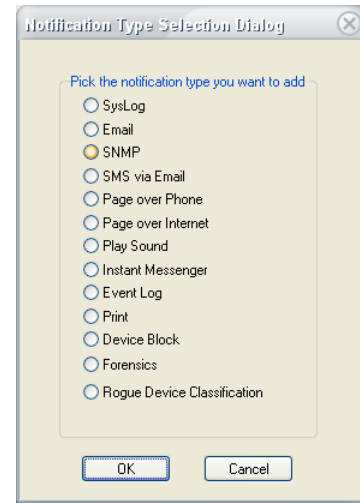 Notification Type Selection Dialog
Pick the notification type you want to add
SysLog
Email
SNMP
SMS via Email
Page over Phone
Page over Internet
Play Sound
Instant Messenger
Event Log
Print
Device Block
Forensics
Rogue Device Classification
OK
Cancel